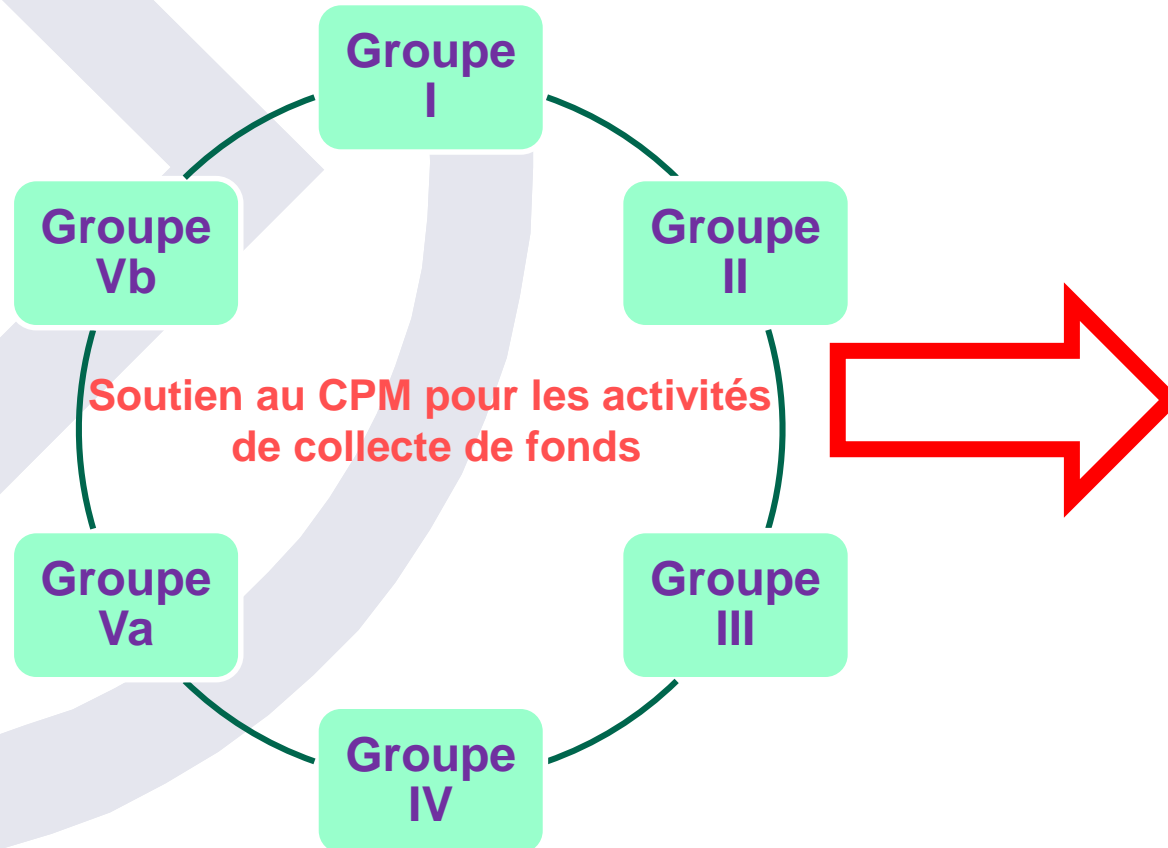 Groupe
I
Groupe
Vb
Groupe
II
Soutien au CPM pour les activités
de collecte de fonds
Groupe
Va
Groupe
III
Groupe
IV